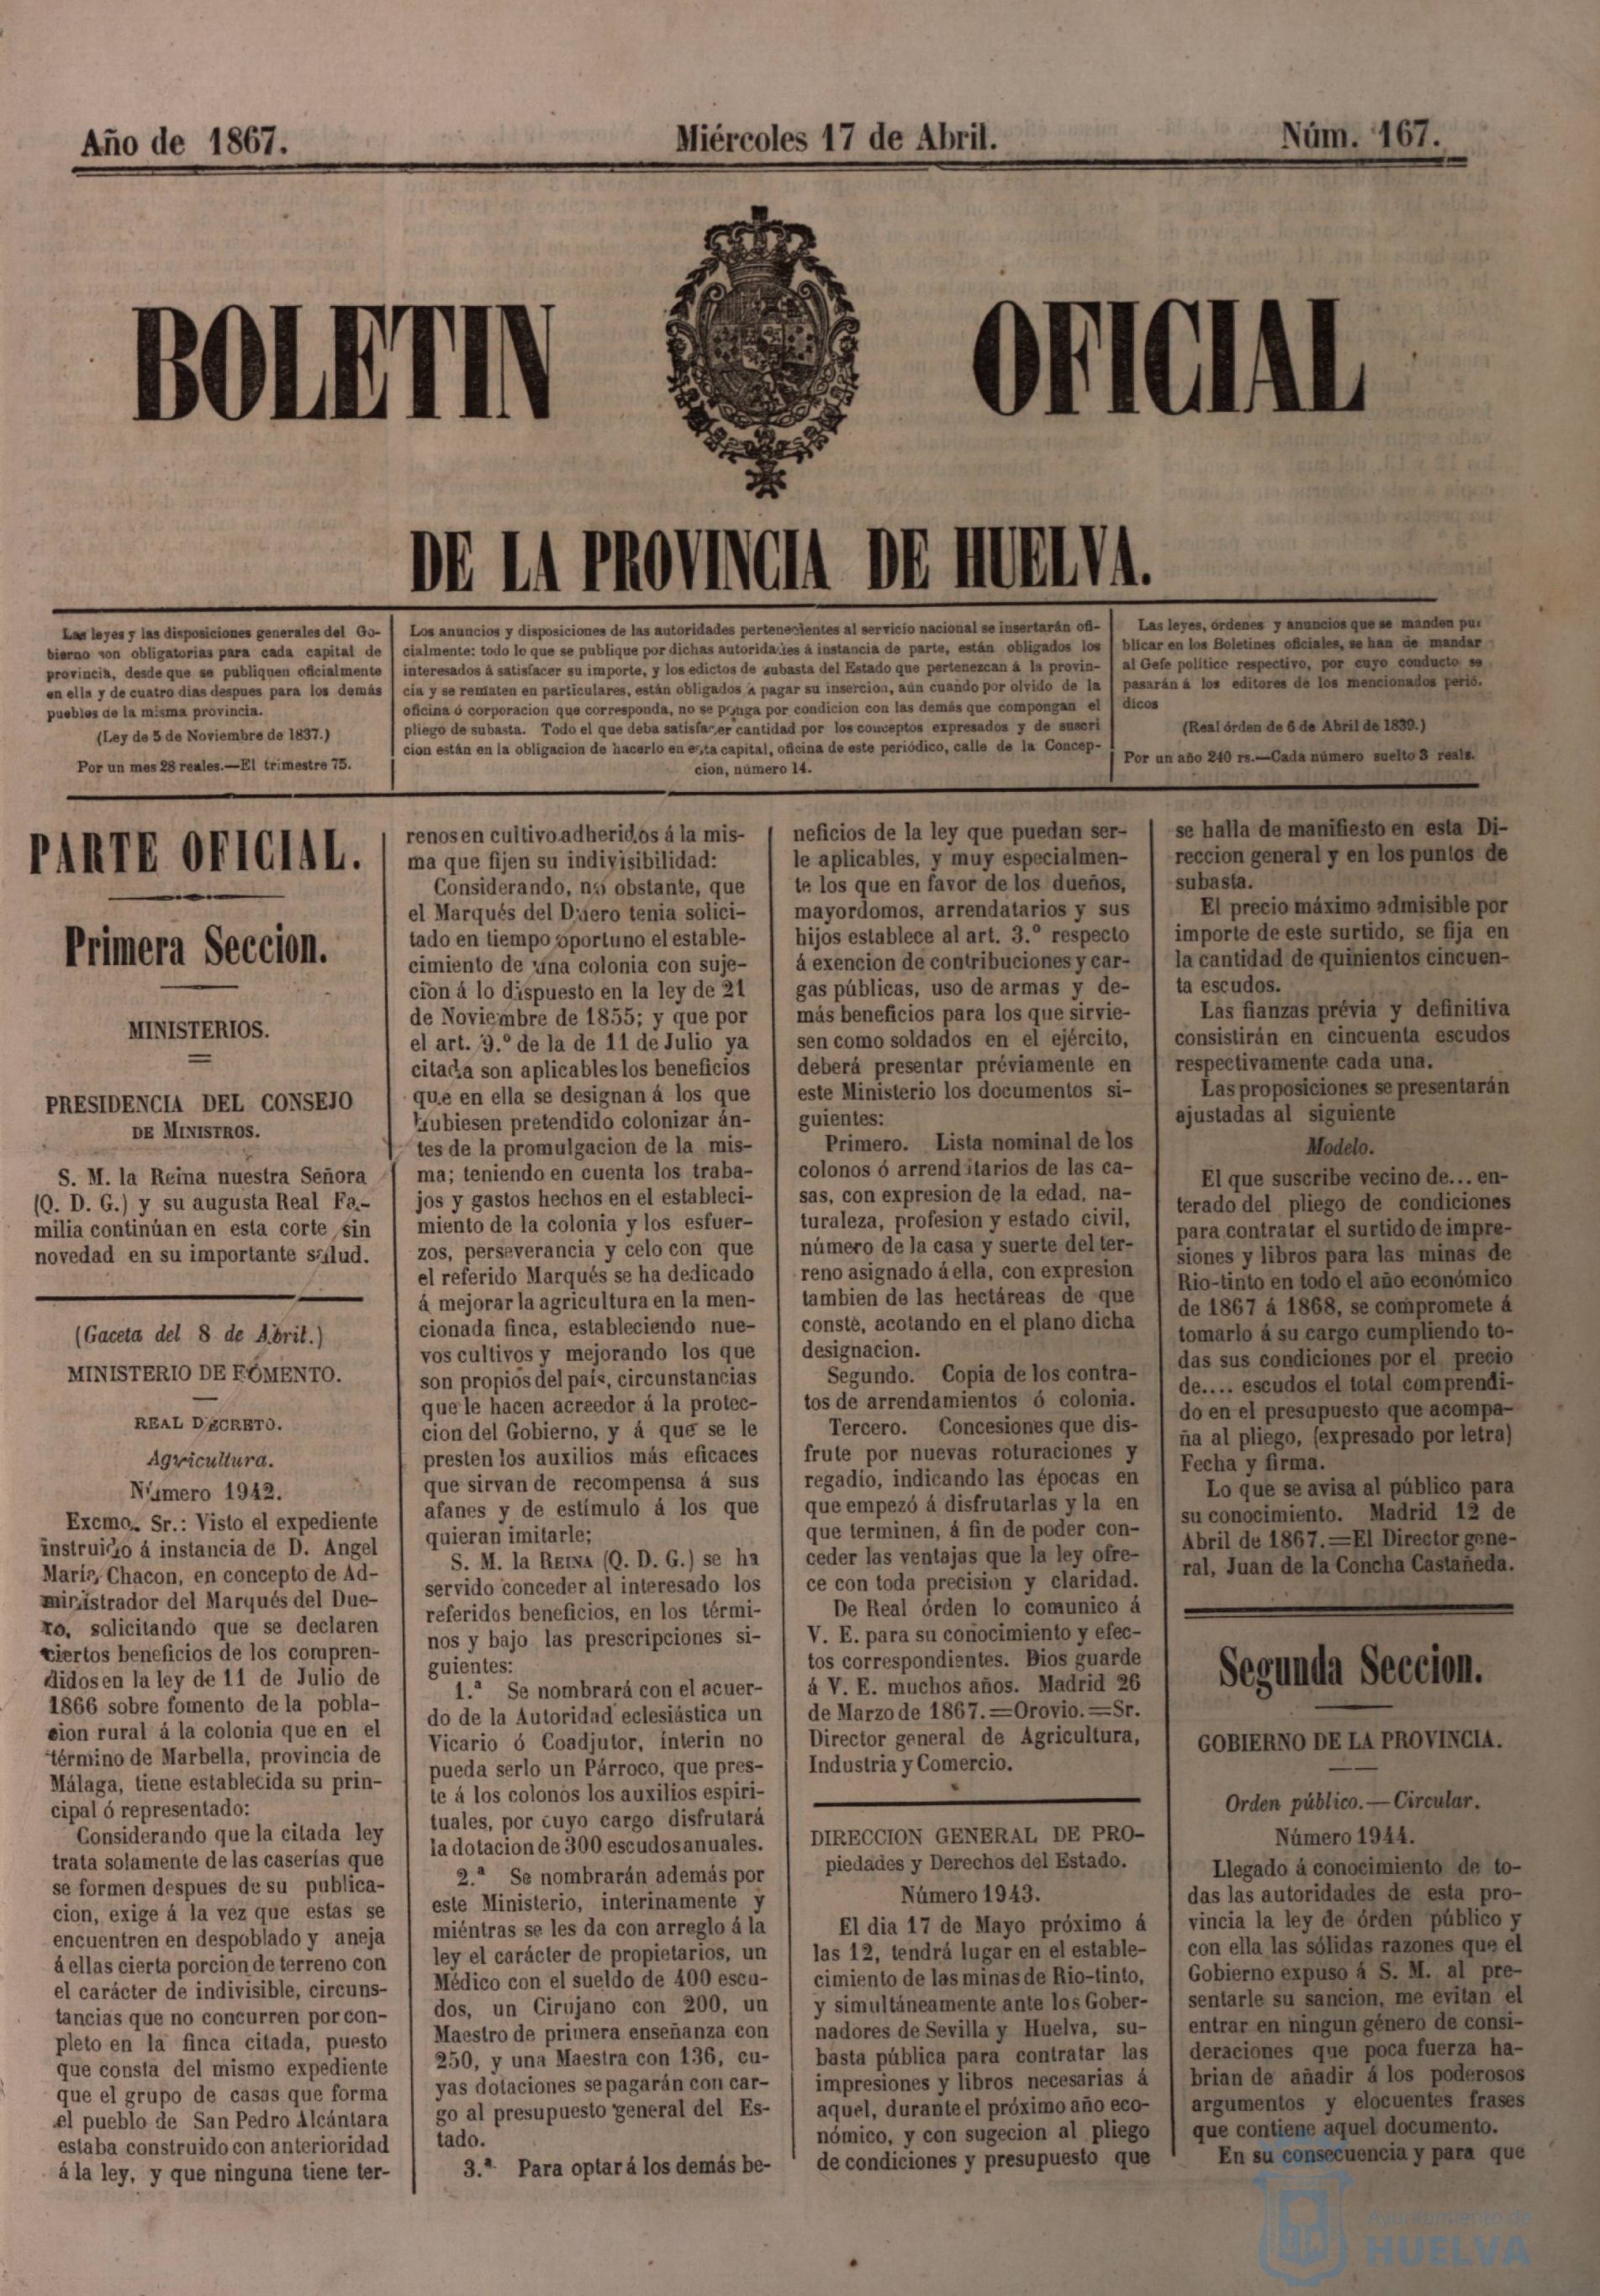 Año de 1867.
Miércoles 17 de Abril.
Núm. 167.
BOLETIN OFICIAL
DE LA PROVINCIA DE HUELVA.
Las leyes y las disposiciones generales del Go-
bierno son obligatorias para cada capital de
provincia, desde que se publiquen oficialmente
en ella y de cuatro dias despues para los demás
pueblos de la misma provincia.
(Ley de 5 de Noviembre de 1837.)
Por un mes 28 reales.—El trimestre 75.
Los anuncios y disposiciones de las autoridades pertenecientes al servicio nacional se insertarán ofi-
cialmente: todo lo que se publique por dichas autoridades á instancia de parte, están obligados los
interesados á satisfacer su importe, y los edictos de subasta del Estado que pertenezcan á la provin-
cia y se rematen en particulares, están obligados á pagar su insercion, aún cuando por olvido de la
oficina ó corporacion que corresponda, no se ponga por condicion con las demás que compongan el
pliego de subasta. Todo el que deba satisfacer cantidad por los conceptos expresados y de suscri
cion están en la obligacion de hacerlo en esta capital, oficina de este periódico, calle de la Concep-
cion, número 14.
Las leyes, órdenes y anuncios que se manden pu
blicar en los Boletines oficiales, se han de mandar
al Gefe político respectivo, por cuyo conducto se
pasarán á los editores de los mencionados perió.
dicos
(Real órden de 6 de Abril de 1839.)
Por un año 240 rs.—Cada número suelto 3 reals.
PARTE OFICIAL.
Primera Seccion.
MINISTERIOS.
PRESIDENCIA DEL CONSEJO
DE MINISTROS.
S. M. la Reina nuestra Señora
(Q. D. G.) y su augusta Real Fa-
milia continúan en esta corte sin
novedad en su importante salud.
(Gaceta del 8 de Abril.)
MINISTERIO DE FOMENTO.
REAL DECRETO.
Agricultura.
Número 1942.
Excmo. Sr.: Visto el expediente
instruido á instancia de D. Angel
María Chacon, en concepto de Ad-
ministrador del Marqués del Due-
ro, solicitando que se declaren
ciertos beneficios de los compren-
didos en la ley de 11 de Julio de
1866 sobre fomento de la pobla-
cion rural á la colonia que en el
término de Marbella, provincia de
Málaga, tiene establecida su prin-
cipal ó representado:
Considerando que la citada ley
trata solamente de las caserías que
se formen despues de su publica-
cion, exige á la vez que estas se
encuentren en despoblado y aneja
á ellas cierta porcion de terreno con
el carácter de indivisible, circuns-
tancias que no concurren por con-
pleto en la finca citada, puesto
que consta del mismo expediente
que el grupo de casas que forma
el pueblo de San Pedro Alcántara
estaba construido con anterioridad
á la ley, y que ninguna tiene ter-
renos en cultivo adheridos á la mis-
ma que fijen su indivisibilidad:
Considerando, no obstante, que
el Marqués del Duero tenia solici-
tado en tiempo oportuno el estable-
cimiento de una colonia con suje-
cion á lo dispuesto en la ley de 21
de Noviembre de 1855; y que por
el art. 9.º de la de 11 de Julio ya
citada son aplicables los beneficios
que en ella se designan á los que
hubiesen pretendido colonizar án-
tes de la promulgacion de la mis-
ma; teniendo en cuenta los traba-
jos y gastos hechos en el estableci-
miento de la colonia y los esfuer-
zos, perseverancia y celo con que
el referido Marqués se ha dedicado
á mejorar la agricultura en la men-
cionada finca, estableciendo nue-
vos cultivos y mejorando los que
son propios del país, circunstancias
que le hacen acreedor á la protec-
cion del Gobierno, y á que se le
presten los auxilios más eficaces
que sirvan de recompensa á sus
afanes y de estímulo á los que
quieran imitarle;
S. M. la REINA (Q. D. G.) se ha
servido conceder al interesado los
referidos beneficios, en los térmi-
nos y bajo las prescripciones si-
guientes:
1.ª Se nombrará con el acuer-
do de la Autoridad eclesiástica un
Vicario ó Coadjutor, ínterin no
pueda serlo un Párroco, que pres-
te á los colonos los auxilios espiri-
tuales, por cuyo cargo disfrutará
la dotacion de 300 escudos anuales.
2.ª Se nombrarán además por
este Ministerio, interinamente y
miéntras se les da con arreglo á la
ley el carácter de propietarios, un
Médico con el sueldo de 400 escu-
dos, un Cirujano con 200, un
Maestro de primera enseñanza con
250, y una Maestra con 136, cu-
yas dotaciones se pagarán con car-
go al presupuesto general del Es-
tado.
3.ª Para optar á los demás be-
neficios de la ley que puedan ser-
le aplicables, y muy especialmen-
te los que en favor de los dueños,
mayordomos, arrendatarios y sus
hijos establece al art. 3.º respecto
á exencion de contribuciones y car-
gas públicas, uso de armas y de-
más beneficios para los que sirvie-
sen como soldados en el ejército,
deberá presentar préviamente en
este Ministerio los documentos si-
guientes:
Primero. Lista nominal de los
colonos ó arrenditarios de las ca-
sas, con expresion de la edad, na-
turaleza, profesion y estado civil,
número de la casa y suerte del ter-
reno asignado á ella, con expresion
tambien de las hectáreas de que
conste, acotando en el plano dicha
designacion.
Segundo. Copia de los contra-
tos de arrendamientos ó colonia.
Tercero. Concesiones que dis-
frute por nuevas roturaciones y
regadío, indicando las épocas en
que empezó á disfrutarlas y la en
que terminen, á fin de poder con-
ceder las ventajas que la ley ofre-
ce con toda precision y claridad.
De Real órden lo comunico á
V. E. para su conocimiento y efec-
tos correspondientes. Dios guarde
á V. E. muchos años. Madrid 26
de Marzo de 1867.=Orovio.=Sr.
Director general de Agricultura,
Industria y Comercio.
DIRECCION GENERAL DE PRO-
piedades y Derechos del Estado.
Número 1943.
El dia 17 de Mayo próximo á
las 12, tendrá lugar en el estable-
cimiento de las minas de Rio-tinto,
y simultáneamente ante los Gober-
nadores de Sevilla y Huelva, su-
basta pública para contratar las
impresiones y libros necesarias á
aquel, durante el próximo año eco-
nómico, y con sugecion al pliego
de condiciones y presupuesto que
se halla de manifiesto en esta Di-
reccion general y en los puntos de
subasta.
El precio máximo admisible por
importe de este surtido, se fija en
la cantidad de quinientos cincuen-
ta escudos.
Las fianzas prévia y definitiva
consistirán en cincuenta escudos
respectivamente cada una.
Las proposiciones se presentarán
ajustadas al siguiente
Modelo.
El que suscribe vecino de... en-
terado del pliego de condiciones
para contratar el surtido de impre-
siones y libros para las minas de
Rio-tinto en todo el año económico
de 1867 á 1868, se compromete á
tomarlo á su cargo cumpliendo to-
das sus condiciones por el precio
de.... escudos el total comprendi-
do en el presupuesto que acompa-
ña al pliego, (expresado por letra)
Fecha y firma.
Lo que se avisa al público para
su conocimiento. Madrid 12 de
Abril de 1867.=El Director gene-
ral, Juan de la Concha Castañeda.
Segunda Seccion.
GOBIERNO DE LA PROVINCIA.
Orden público.—Circular.
Número 1944.
Llegado á conocimiento de to-
das las autoridades de esta pro-
vincia la ley de órden público y
con ella las sólidas razones que el
Gobierno expuso á S. M. al pre-
sentarle su sancion, me evitan el
entrar en ningun género de consi-
deraciones que poca fuerza ha-
brian de añadir á los poderosos
argumentos y elocuentes frases
que contiene aquel documento.
En su consecuencia y para que
Ayuntamiento de
HUELVA